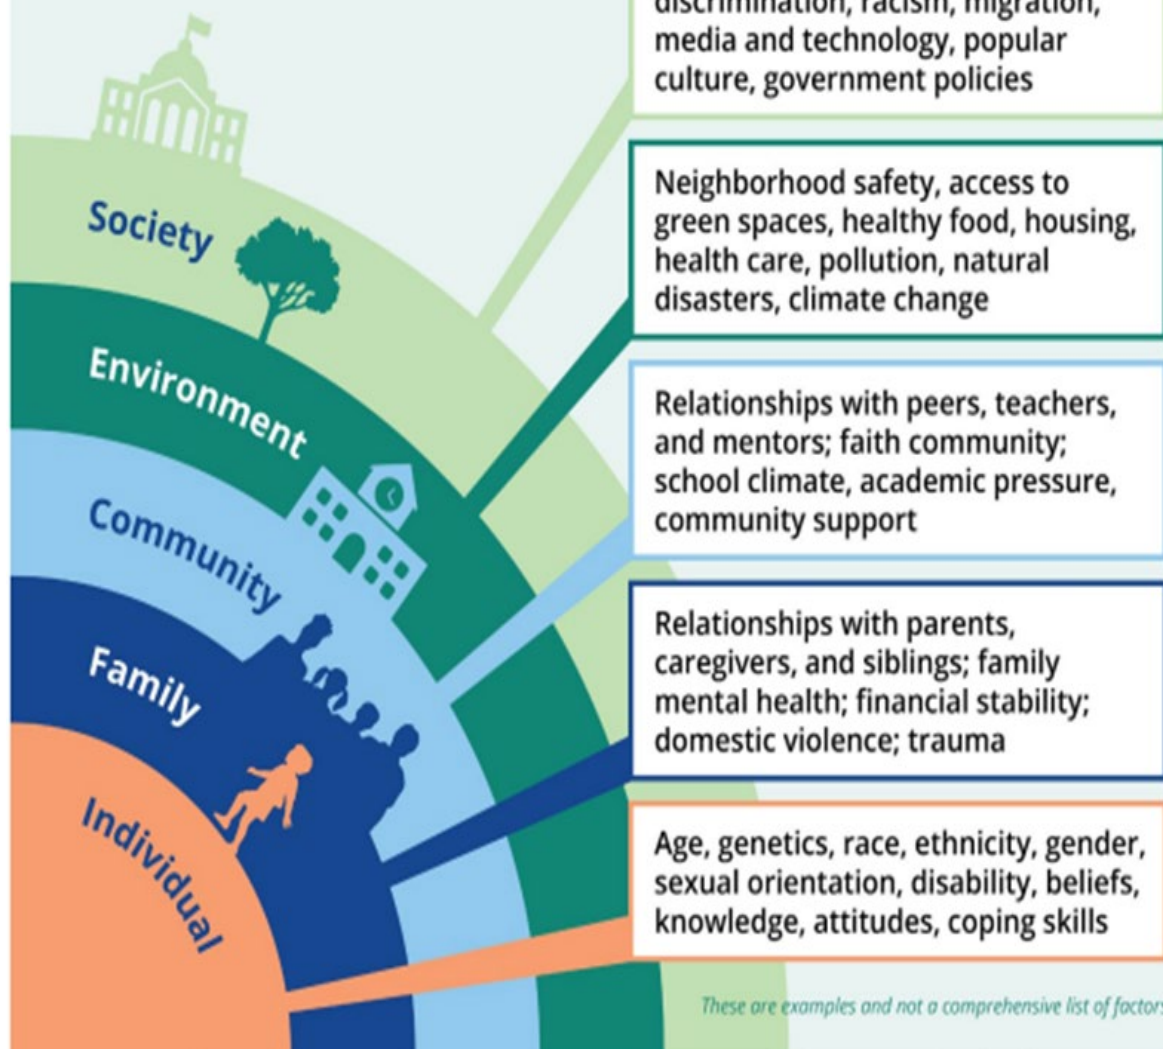 discrimination, racism, migration,
media and technology, popular
culture, government policies
Society
Neighborhood safety, access to
green spaces, healthy food, housing,
health care, pollution, natural
disasters, climate change
Environment
Relationships with peers, teachers,
and mentors; faith community;
school climate, academic pressure,
community support
Community
Relationships with parents,
caregivers, and siblings; family
mental health; financial stability;
domestic violence; trauma
Family
Age, genetics, race, ethnicity, gender,
sexual orientation, disability, beliefs,
knowledge, attitudes, coping skills
Individual
These are examples and not a comprehensive list of factors